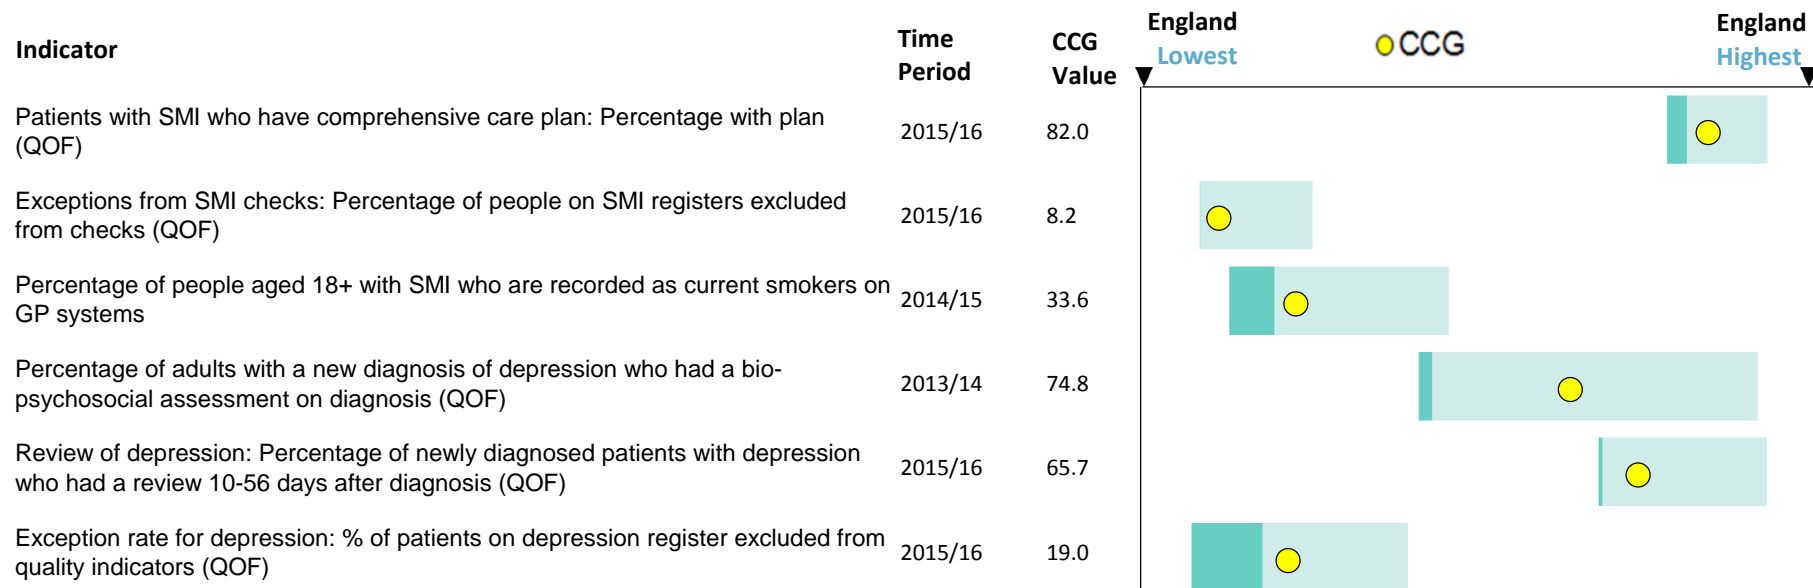 Indicator
Time
Period
CCG
Value
England
Lowest
CCG
England
Highest
Patients with SMI who have comprehensive care plan: Percentage with plan
(QOF)
2015/16
82.0
Exceptions from SMI checks: Percentage of people on SMI registers excluded
from checks (QOF)
2015/16
8.2
Percentage of people aged 18+ with SMI who are recorded as current smokers on
GP systems
2014/15
33.6
Percentage of adults with a new diagnosis of depression who had a bio-
psychosocial assessment on diagnosis (QOF)
2013/14
74.8
Review of depression: Percentage of newly diagnosed patients with depression
who had a review 10-56 days after diagnosis (QOF)
2015/16
65.7
Exception rate for depression: % of patients on depression register excluded from
quality indicators (QOF)
2015/16
19.0